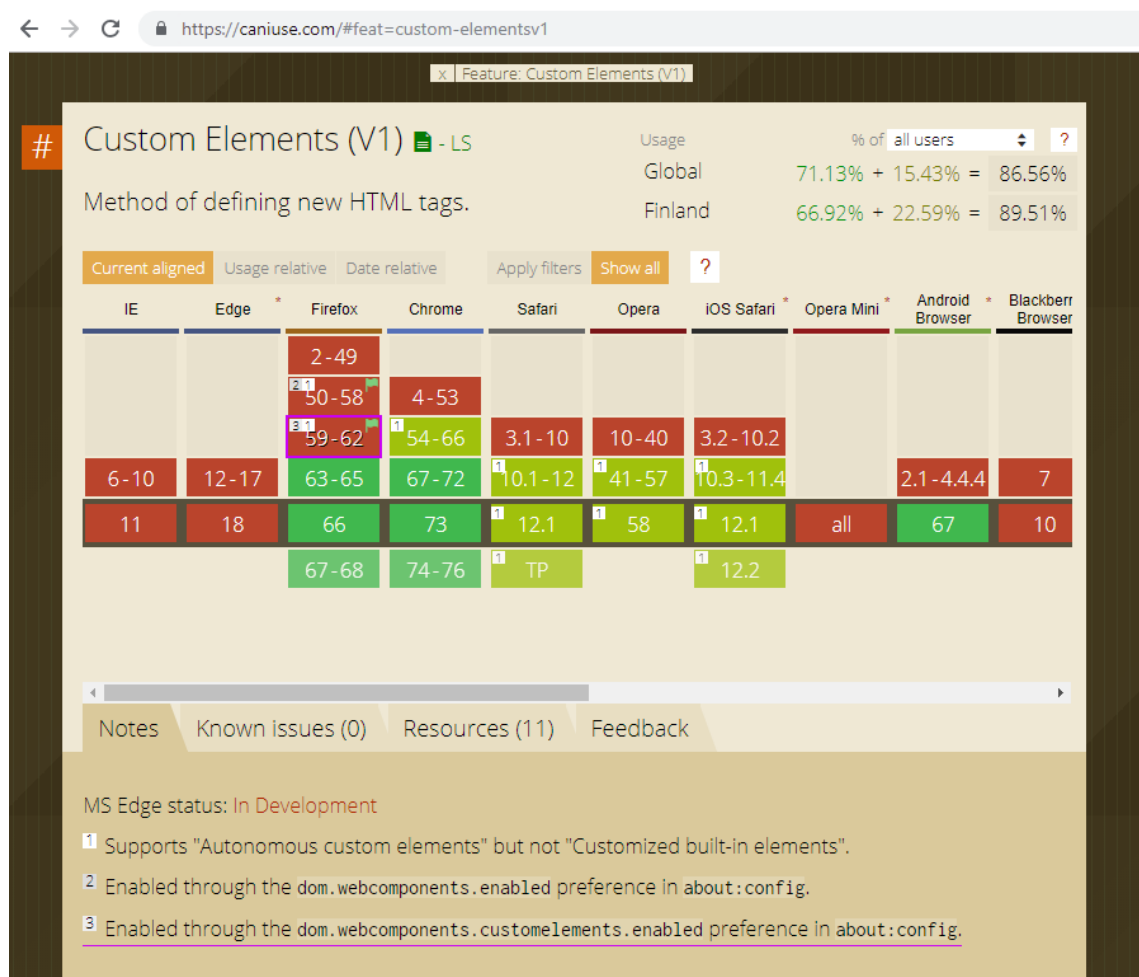 https://caniuse.com/#feat=custom-elementsv1
x Feature: Custom Elements (V1)
# Custom Elements (V1) - LS
Usage % of all users ?
Global 71.13% + 15.43% = 86.56%
Method of defining new HTML tags.
Finland 66.92% + 22.59% = 89.51%
Current aligned Usage relative Date relative Apply filters Show all ?
IE Edge * Firefox Chrome Safari Opera iOS Safari * Opera Mini * Android Browser * Blackberr Browser
2-49
2 1 50-58 4-53
3 1 59-62 1 54-66 3.1-10 10-40 3.2-10.2
6-10 12-17 63-65 67-72 1 10.1-12 1 41-57 1 10.3-11.4 2.1-4.4.4 7
11 18 66 73 1 12.1 1 58 1 12.1 all 67 10
67-68 74-76 1 TP 1 12.2
Notes Known issues (0) Resources (11) Feedback
MS Edge status: In Development
1 Supports "Autonomous custom elements" but not "Customized built-in elements".
2 Enabled through the dom.webcomponents.enabled preference in about:config.
3 Enabled through the dom.webcomponents.customelements.enabled preference in about:config.